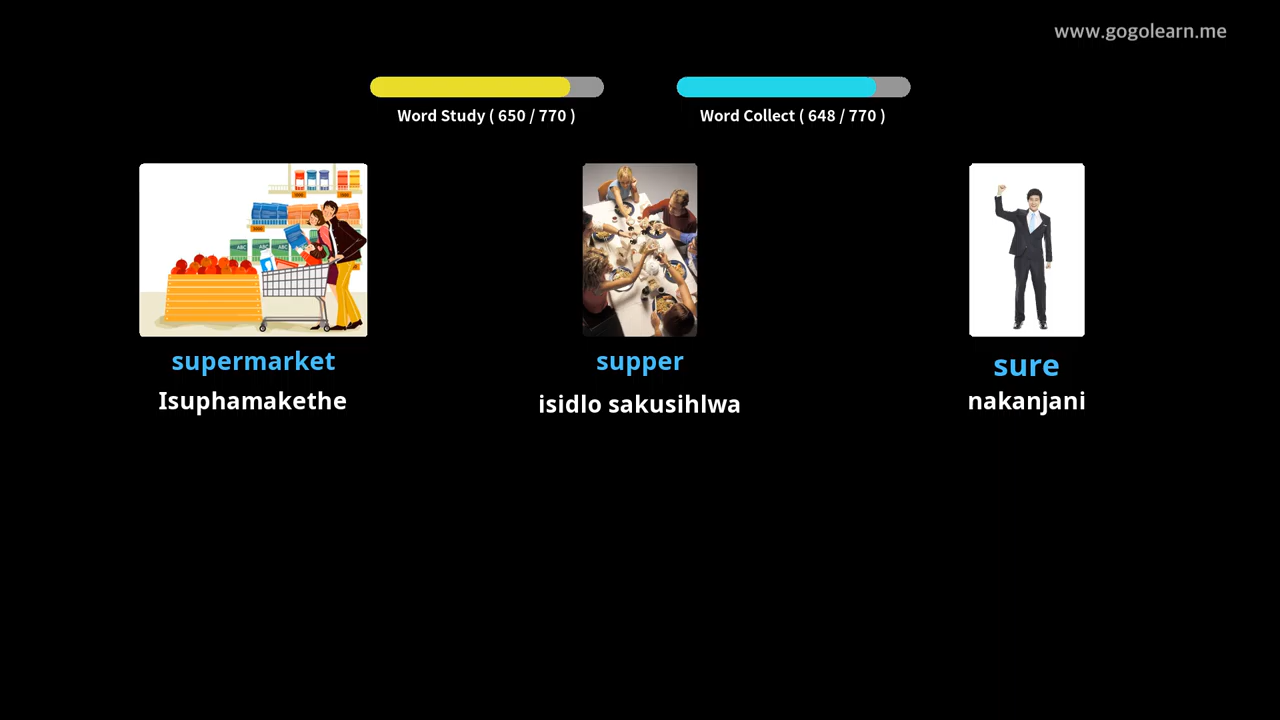 www.gogolearn.me
Word Study ( 650 / 770 )
Word Collect ( 648 / 770 )
supermarket
Isuphamakethe
supper
isidlo sakusihlwa
sure
nakanjani